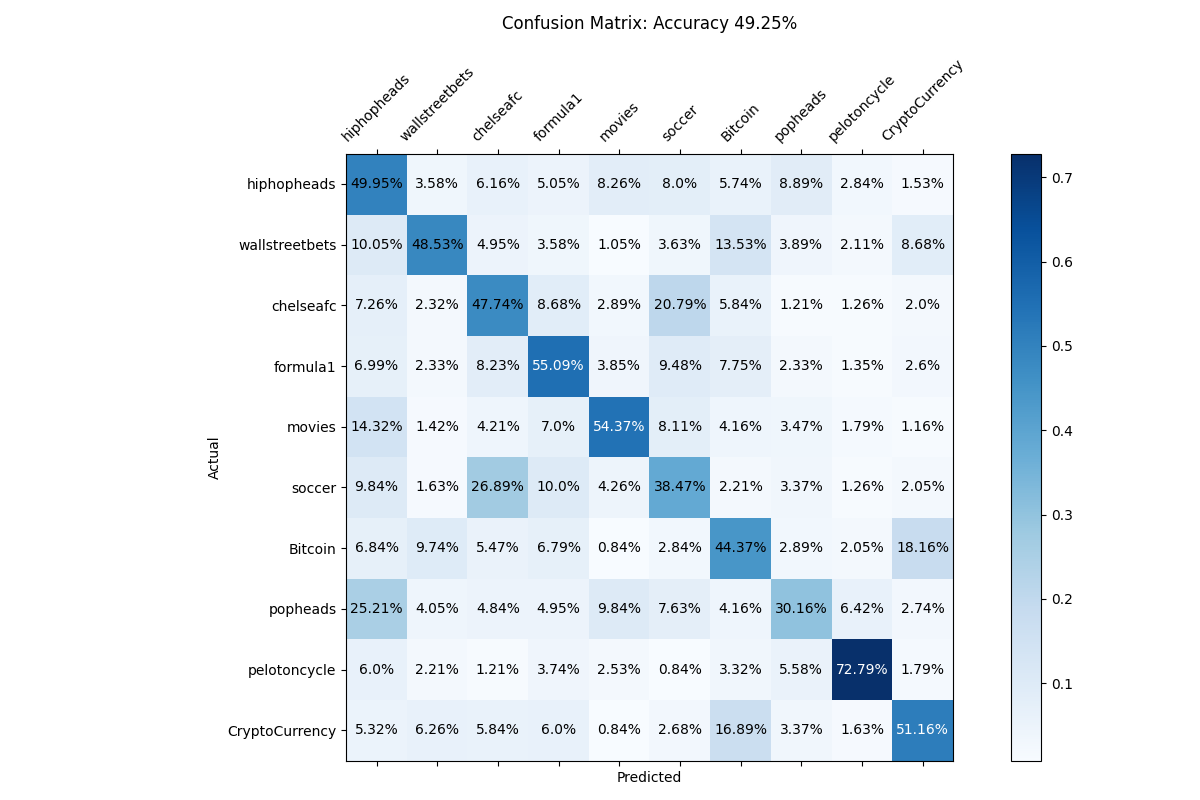 Confusion Matrix: Accuracy 49.25%
hiphopheads wallstreetbets chelseafc formula1 movies soccer Bitcoin popheads pelotoncycle CryptoCurrency
hiphopheads 49.95% 3.58% 6.16% 5.05% 8.26% 8.0% 5.74% 8.89% 2.84% 1.53%
wallstreetbets 10.05% 48.53% 4.95% 3.58% 1.05% 3.63% 13.53% 3.89% 2.11% 8.68%
chelseafc 7.26% 2.32% 47.74% 8.68% 2.89% 20.79% 5.84% 1.21% 1.26% 2.0%
formula1 6.99% 2.33% 8.23% 55.09% 3.85% 9.48% 7.75% 2.33% 1.35% 2.6%
movies 14.32% 1.42% 4.21% 7.0% 54.37% 8.11% 4.16% 3.47% 1.79% 1.16%
soccer 9.84% 1.63% 26.89% 10.0% 4.26% 38.47% 2.21% 3.37% 1.26% 2.05%
Bitcoin 6.84% 9.74% 5.47% 6.79% 0.84% 2.84% 44.37% 2.89% 2.05% 18.16%
popheads 25.21% 4.05% 4.84% 4.95% 9.84% 7.63% 4.16% 30.16% 6.42% 2.74%
pelotoncycle 6.0% 2.21% 1.21% 3.74% 2.53% 0.84% 3.32% 5.58% 72.79% 1.79%
CryptoCurrency 5.32% 6.26% 5.84% 6.0% 0.84% 2.68% 16.89% 3.37% 1.63% 51.16%
Actual
Predicted
0.7
0.6
0.5
0.4
0.3
0.2
0.1